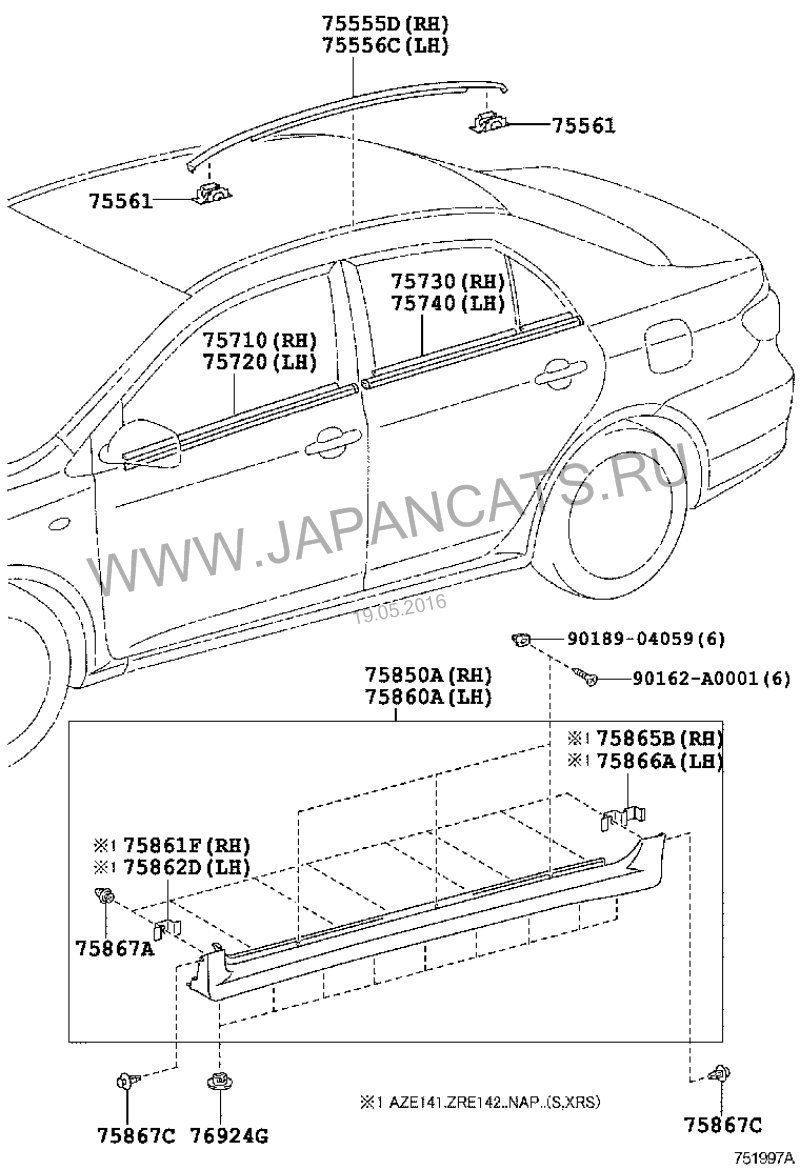 75555D(RH)
75556C(LH)
75561
75561
75730(RH)
75740(LH)
75710(RH)
75720(LH)
WWW.JAPANCATS.RU
19.05.2016
90189-04059(6)
75850A(RH)
75860A(LH)
90162-A0001(6)
※1 75865B(RH)
※1 75866A(LH)
※1 75861F(RH)
※1 75862D(LH)
75867A
※1 AZE141.ZRE142..NAP..(S,XRS)
75867C
76924G
75867C
751997A